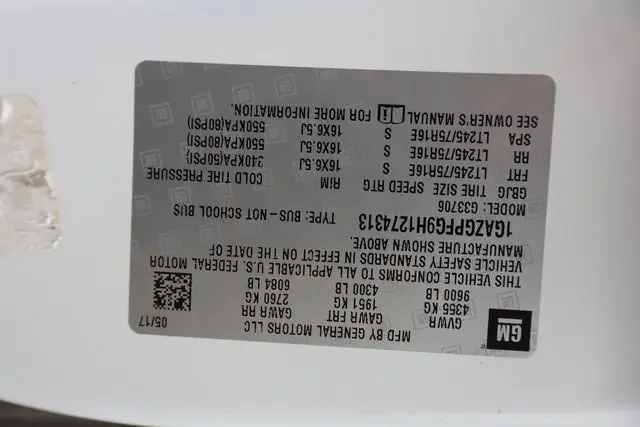 GM
MFD BY GENERAL MOTORS LLC
05/17
GVWR GAWR FRT GAWR RR
4355 KG 1951 KG 2760 KG
9600 LB 4300 LB 6084 LB
THIS VEHICLE CONFORMS TO ALL APPLICABLE U.S. FEDERAL MOTOR
VEHICLE SAFETY STANDARDS IN EFFECT ON THE DATE OF
MANUFACTURE SHOWN ABOVE.
1GAZGPFG9H1274313 TYPE: BUS-NOT SCHOOL BUS
MODEL: G33706
GBJG TIRE SIZE SPEED RTG RIM COLD TIRE PRESSURE
FRT LT245/75R16E S 16X6.5J 340KPA(50PSI)
RR LT245/75R16E S 16X6.5J 550KPA(80PSI)
SPA LT245/75R16E S 16X6.5J 550KPA(80PSI)
SEE OWNER'S MANUAL FOR MORE INFORMATION.